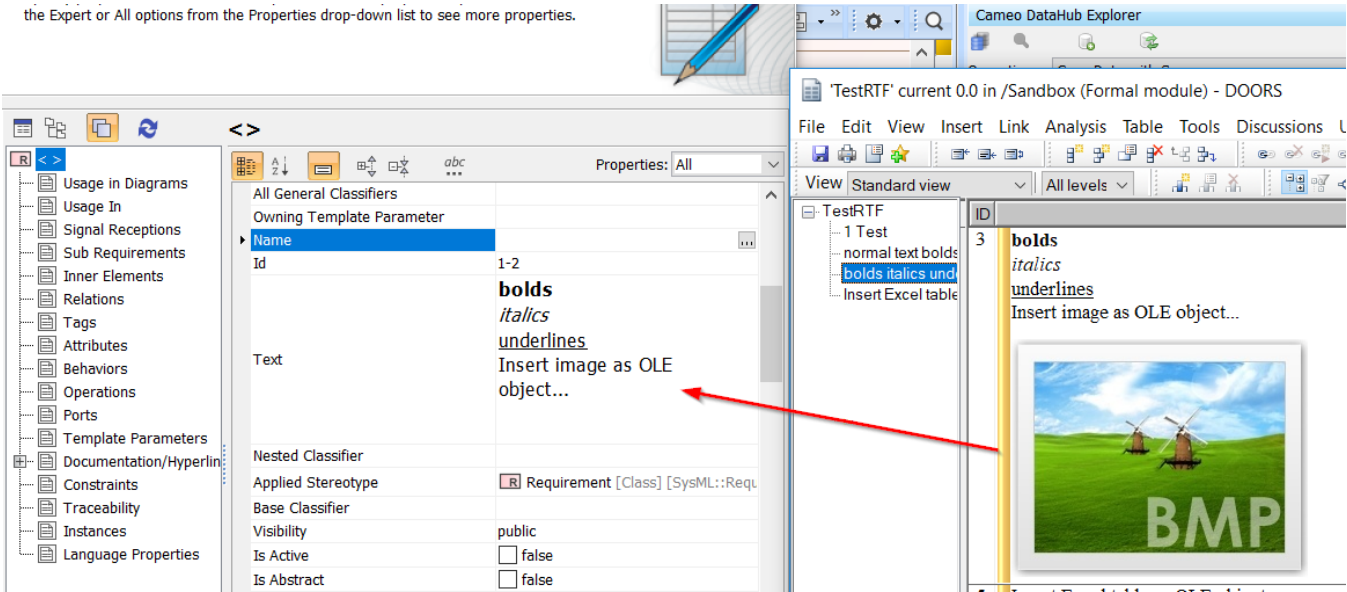 the Expert or All options from the Properties drop-down list to see more properties.
Cameo DataHub Explorer
'TestRTF' current 0.0 in /Sandbox (Formal module) - DOORS
File Edit View Insert Link Analysis Table Tools Discussions
View Standard view All levels
<>
R < >
Usage in Diagrams
Usage In
Signal Receptions
Sub Requirements
Inner Elements
Relations
Tags
Attributes
Behaviors
Operations
Ports
Template Parameters
Documentation/Hyperlin
Constraints
Traceability
Instances
Language Properties
abc
Properties: All
All General Classifiers
Owning Template Parameter
Name ...
Id 1-2
Text
bolds
italics
underlines
Insert image as OLE
object...
Nested Classifier
Applied Stereotype R Requirement [Class] [SysML::Requ
Base Classifier
Visibility public
Is Active false
Is Abstract false
TestRTF
1 Test
normal text bolds
bolds italics unde
Insert Excel table
ID
3 bolds
italics
underlines
Insert image as OLE object...
BMP